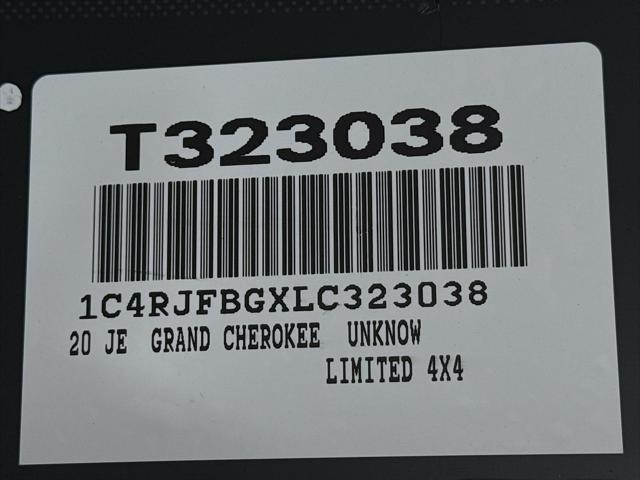 T323038
1C4RJFBGXLC323038
20 JE GRAND CHEROKEE UNKNOW
LIMITED 4X4